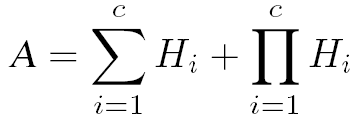 A = \sum_{i=1}^{c} H_i + \prod_{i=1}^{c} H_i